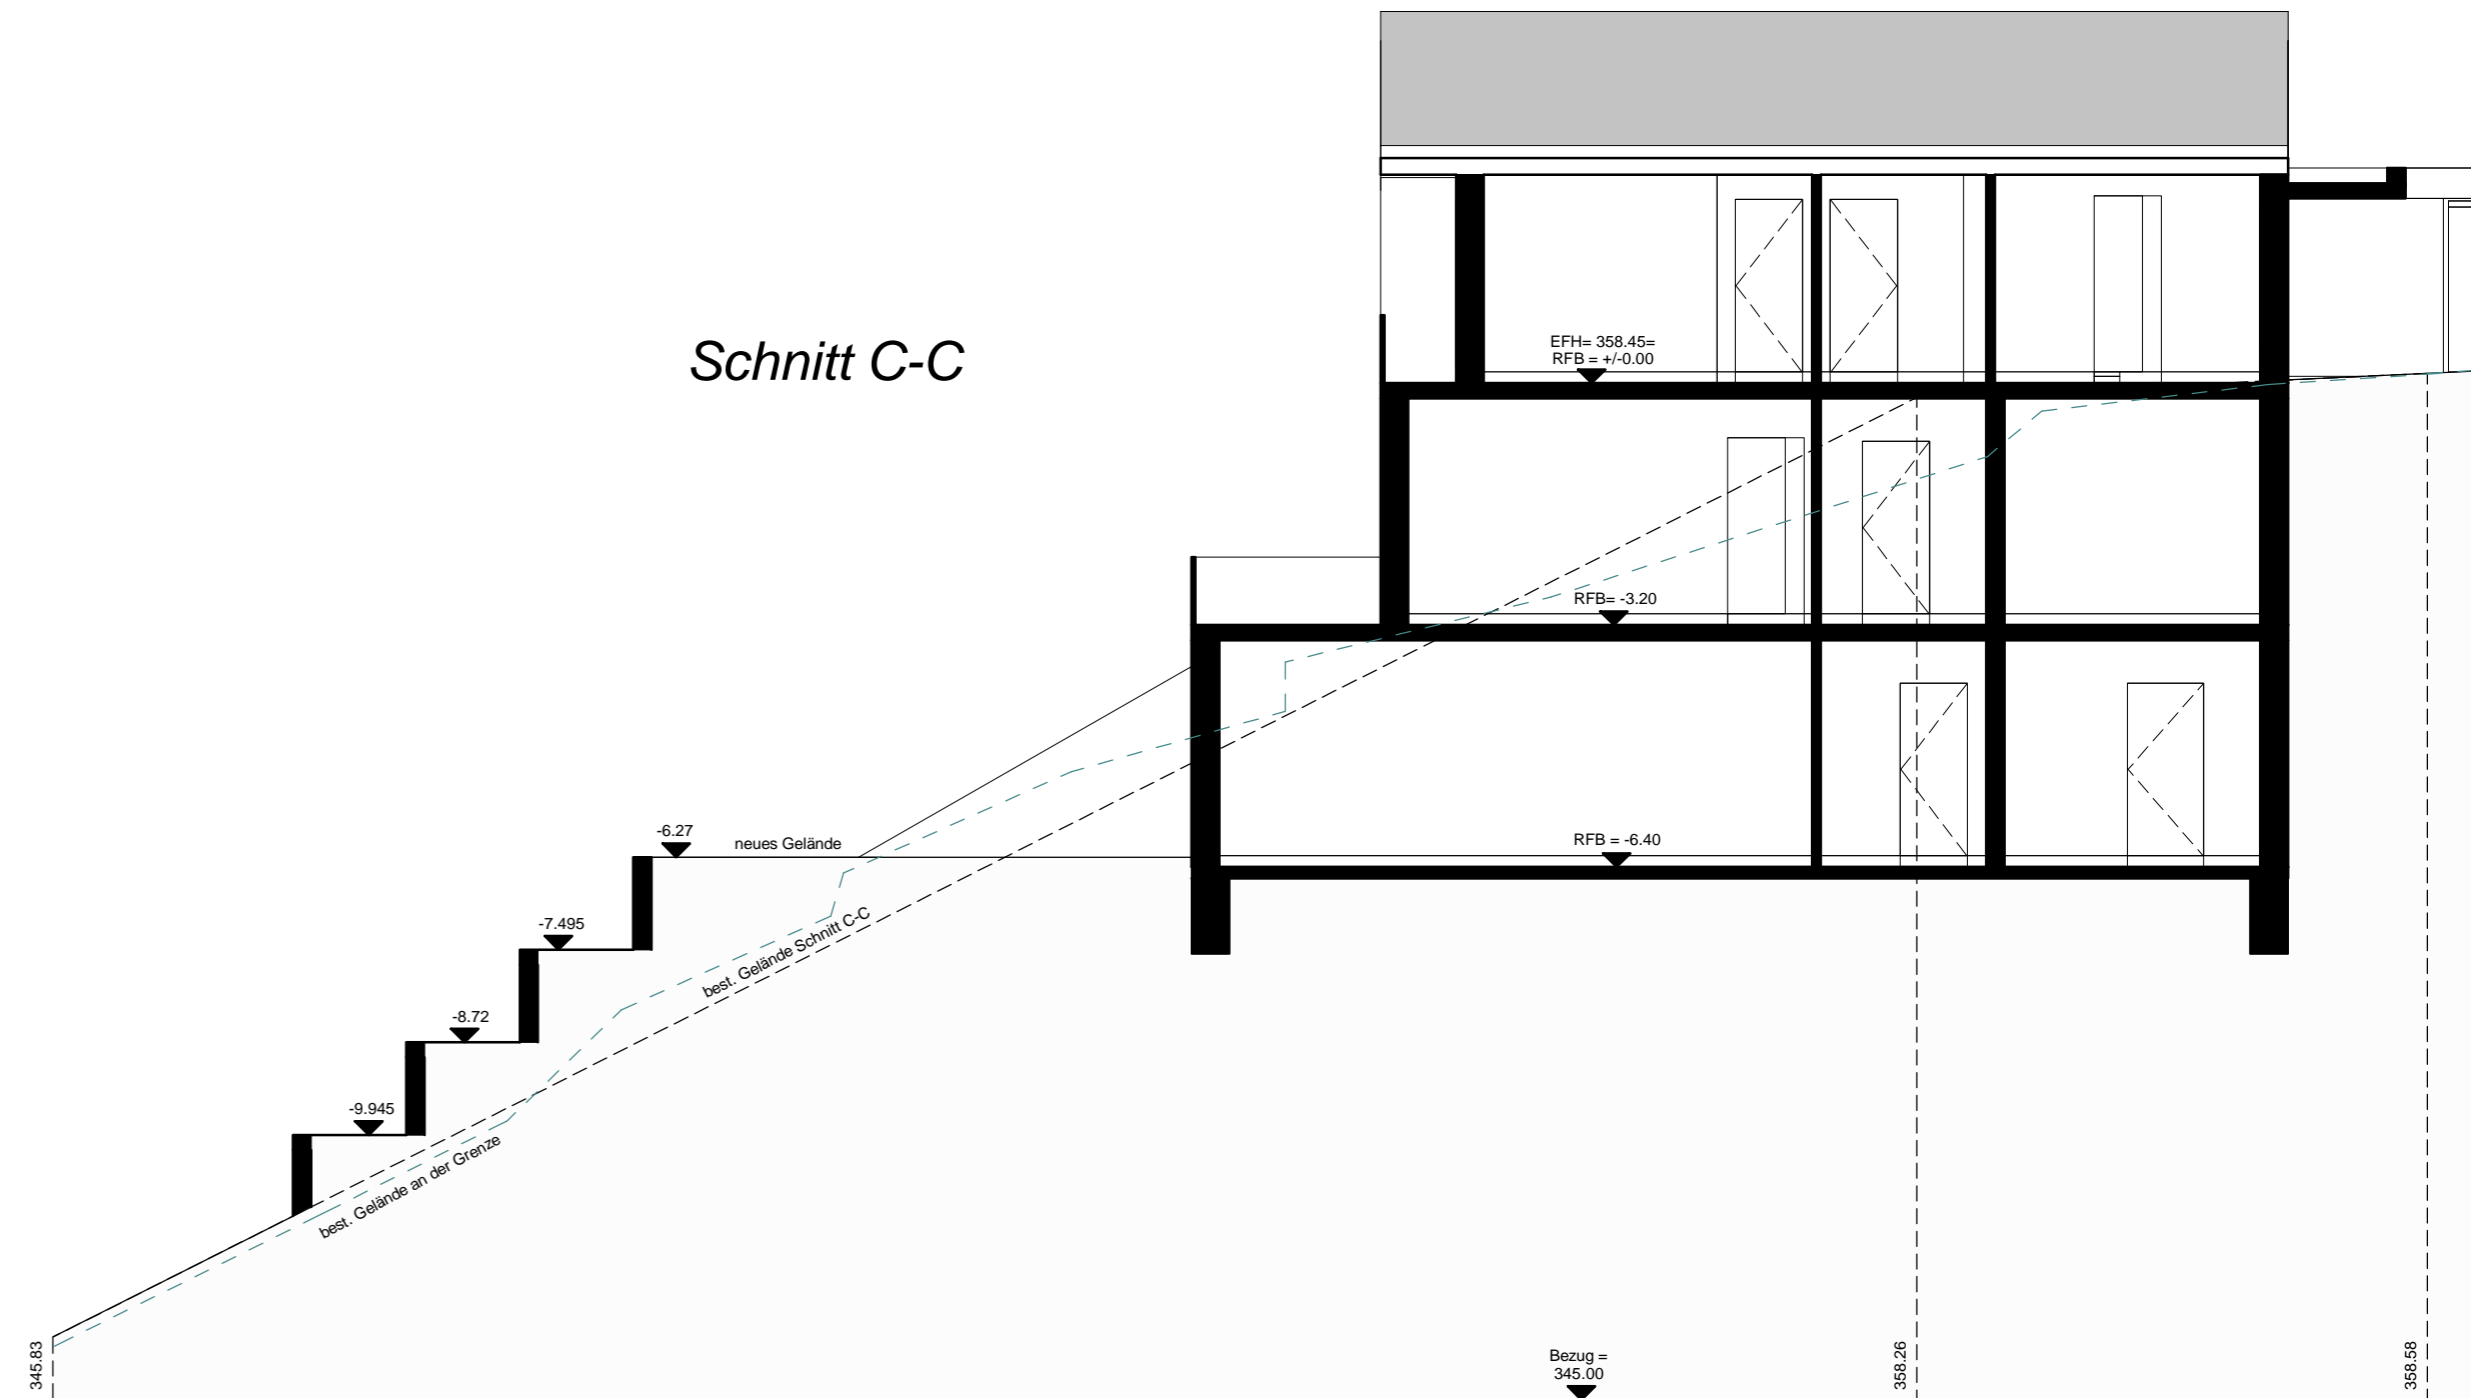 Schnitt C-C
EFH= 358.45=
RFB = +/-0.00
RFB= -3.20
RFB = -6.40
-6.27
neues Gelände
-7.495
best. Gelände Schnitt C-C
-8.72
-9.945
best. Gelände an der Grenze
345.83
Bezug =
345.00
358.26
358.58